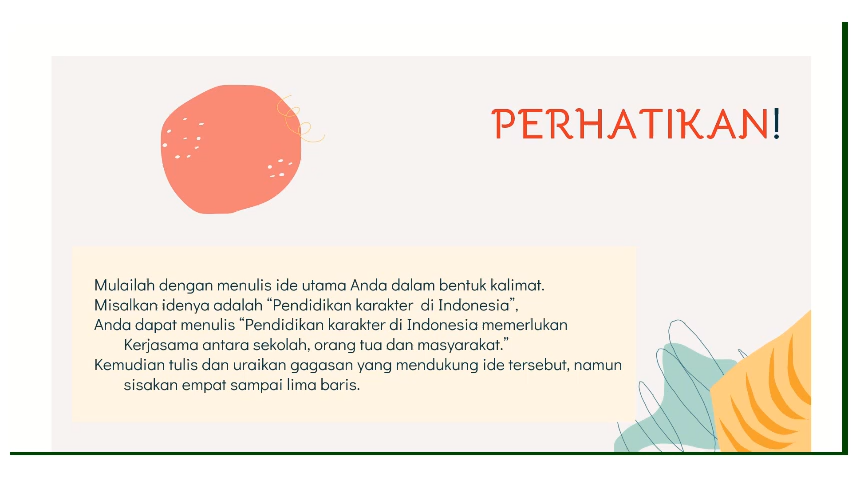 PERHATIKAN!
Mulailah dengan menulis ide utama Anda dalam bentuk kalimat.
Misalkan idenya adalah “Pendidikan karakter  di Indonesia”,
Anda dapat menulis “Pendidikan karakter di Indonesia memerlukan
Kerjasama antara sekolah, orang tua dan masyarakat.”
Kemudian tulis dan uraikan gagasan yang mendukung ide tersebut, namun
sisakan empat sampai lima baris.